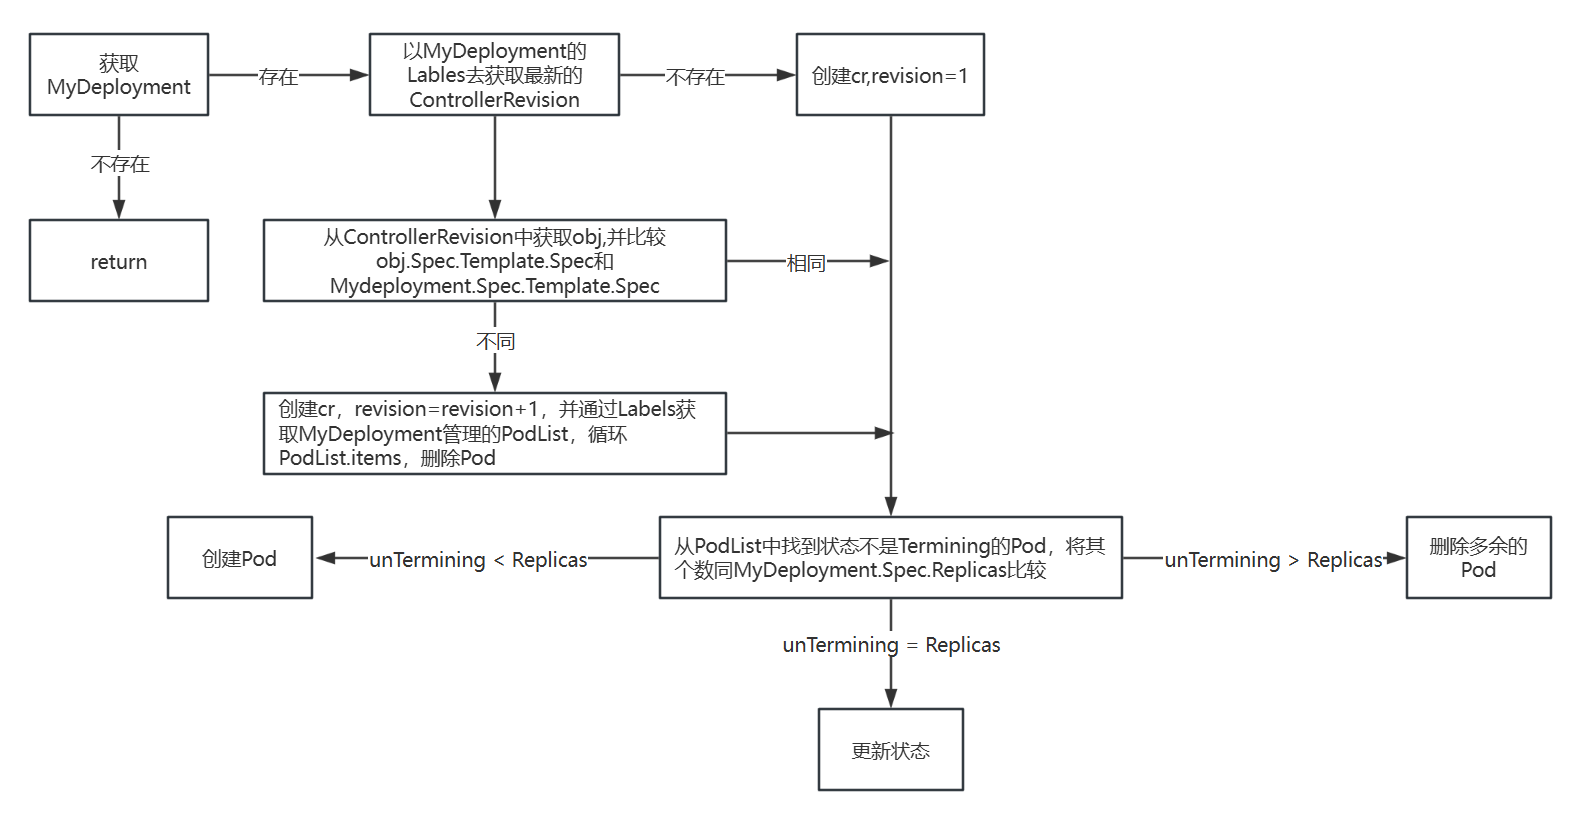 获取
MyDeployment
存在
以MyDeployment的
Lables去获取最新的
ControllerRevision
不存在
创建cr,revision=1
不存在
return
从ControllerRevision中获取obj,并比较
obj.Spec.Template.Spec和
Mydeployment.Spec.Template.Spec
相同
不同
创建cr，revision=revision+1，并通过Labels获
取MyDeployment管理的PodList，循环
PodList.items，删除Pod
创建Pod
unTermining < Replicas
从PodList中找到状态不是Termining的Pod，将其
个数同MyDeployment.Spec.Replicas比较
unTermining > Replicas
删除多余的
Pod
unTermining = Replicas
更新状态